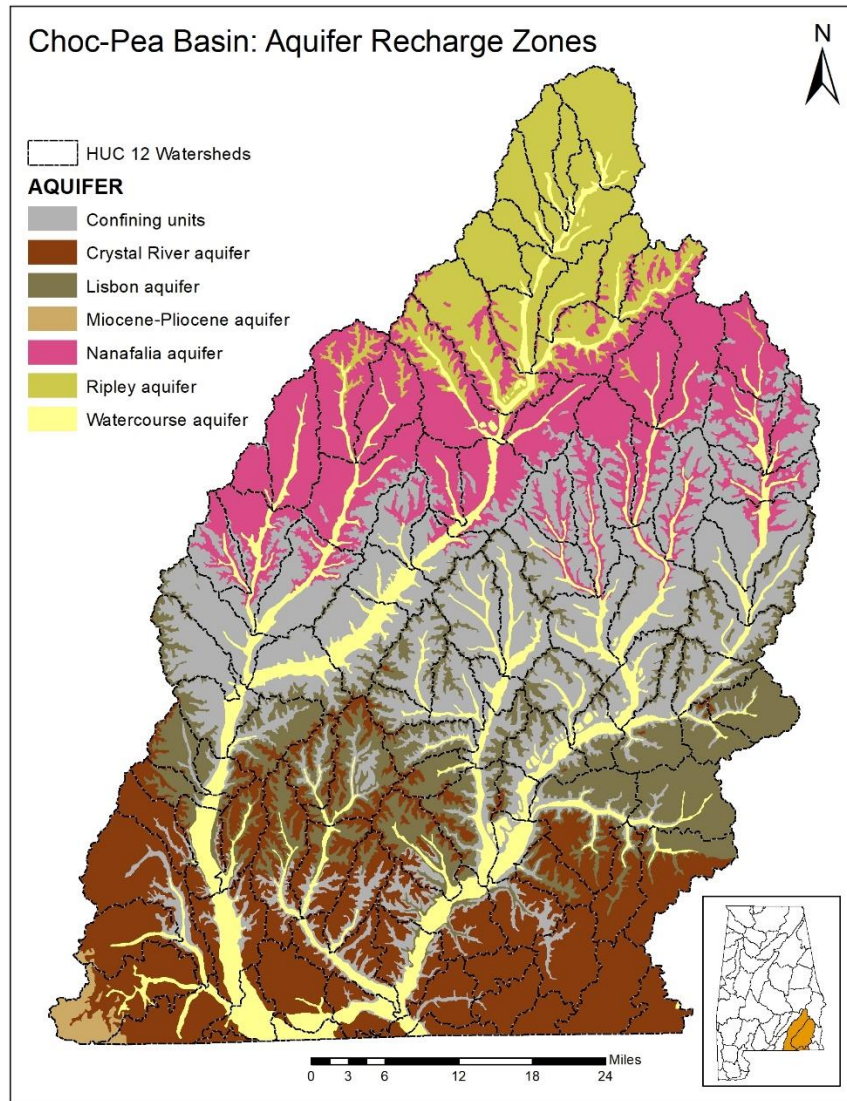 Choc-Pea Basin: Aquifer Recharge Zones
N
HUC 12 Watersheds
AQUIFER
Confining units
Crystal River aquifer
Lisbon aquifer
Miocene-Pliocene aquifer
Nanafalia aquifer
Ripley aquifer
Watercourse aquifer
Miles
0 3 6 12 18 24